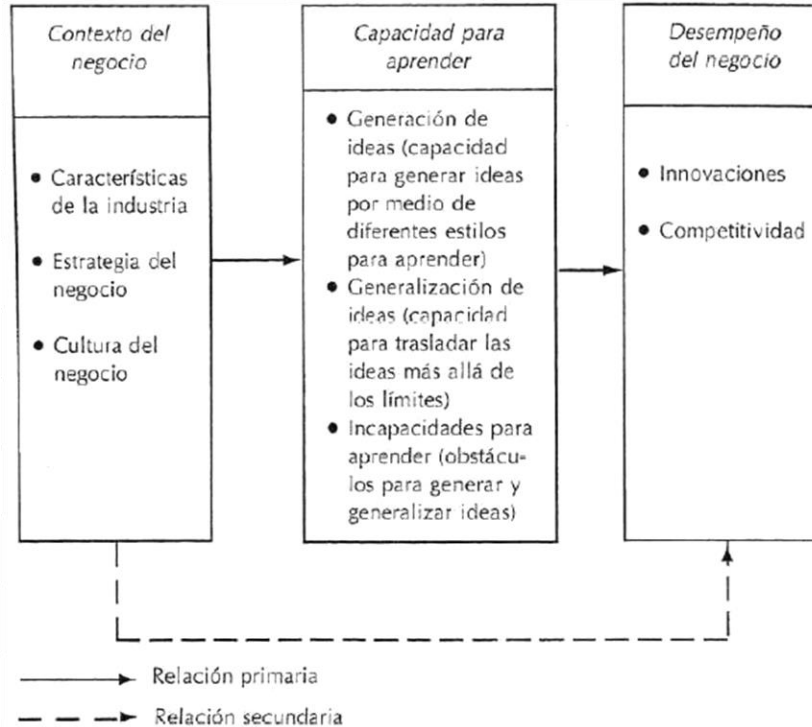 Contexto del
negocio
• Características
de la industria
• Estrategia del
negocio
• Cultura del
negocio
Capacidad para
aprender
• Generación de
ideas (capacidad
para generar ideas
por medio de
diferentes estilos
para aprender)
• Generalización de
ideas (capacidad
para trasladar las
ideas más allá de
los límites)
• Incapacidades para
aprender (obstácu-
los para generar y
generalizar ideas)
Desempeño
del negocio
• Innovaciones
• Competitividad
Relación primaria
Relación secundaria